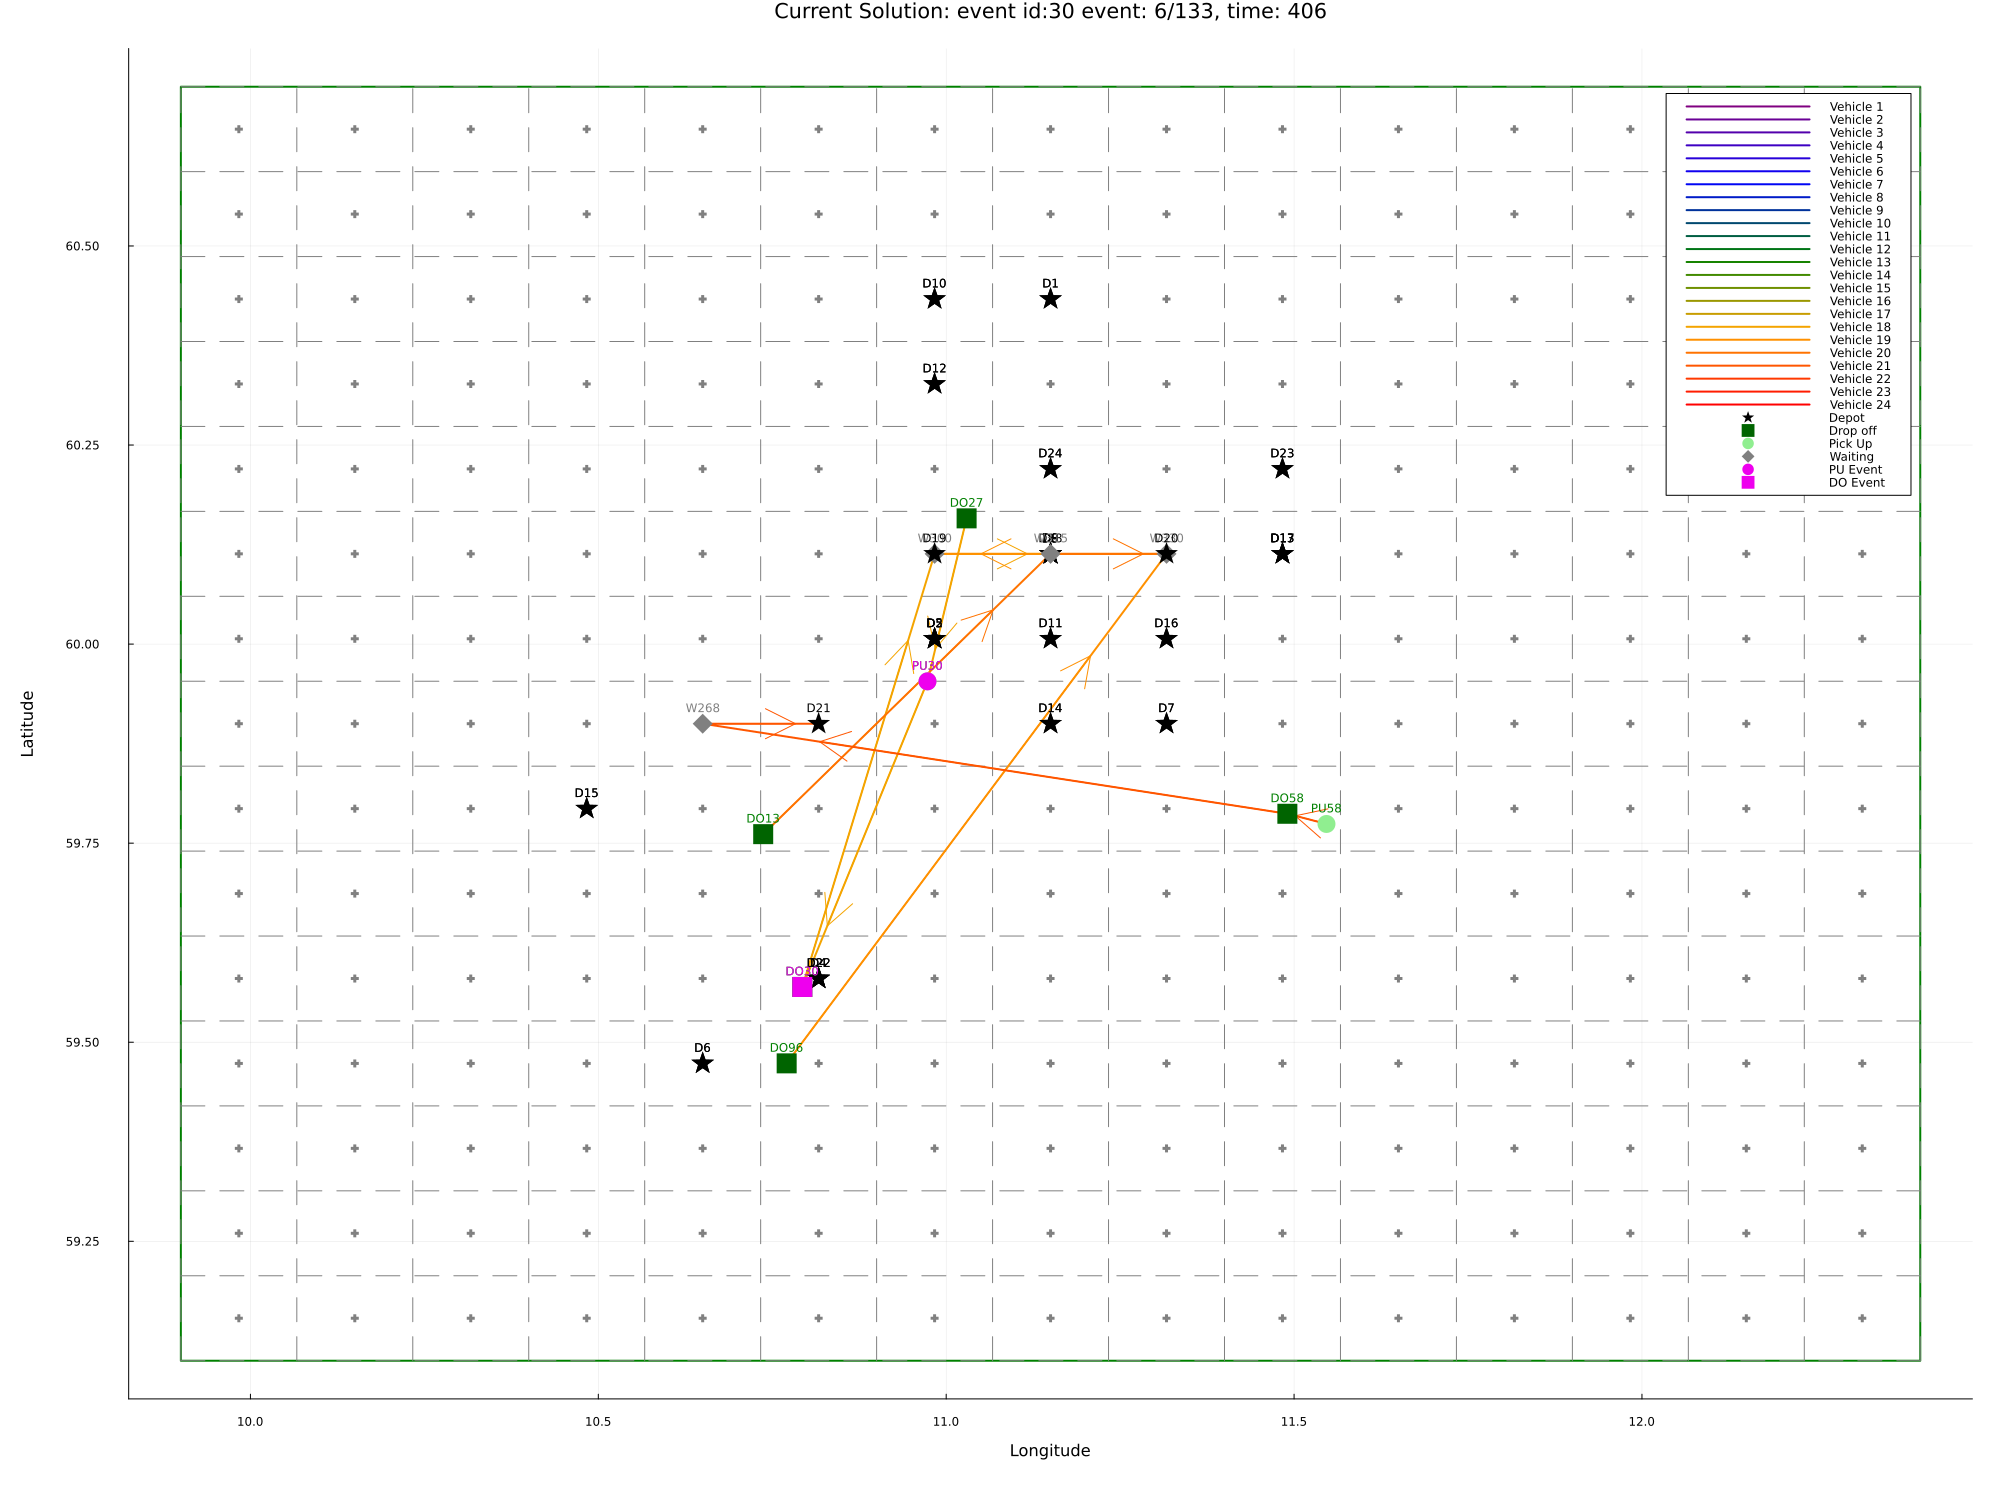 Current Solution: event id:30 event: 6/133, time: 406
Vehicle 1
Vehicle 2
Vehicle 3
Vehicle 4
Vehicle 5
Vehicle 6
Vehicle 7
Vehicle 8
Vehicle 9
Vehicle 10
Vehicle 11
Vehicle 12
Vehicle 13
Vehicle 14
Vehicle 15
Vehicle 16
Vehicle 17
Vehicle 18
Vehicle 19
Vehicle 20
Vehicle 21
Vehicle 22
Vehicle 23
Vehicle 24
Depot
Drop off
Pick Up
Waiting
PU Event
DO Event
60.50
60.25
60.00
59.75
59.50
59.25
Latitude
D10
D1
D12
D24
D23
DO27
D19
D20
D11
D16
PU30
W268
D21
D14
D7
D15
DO13
DO58
PU58
DO30
D22
D6
DO96
10.0
10.5
11.0
11.5
12.0
Longitude